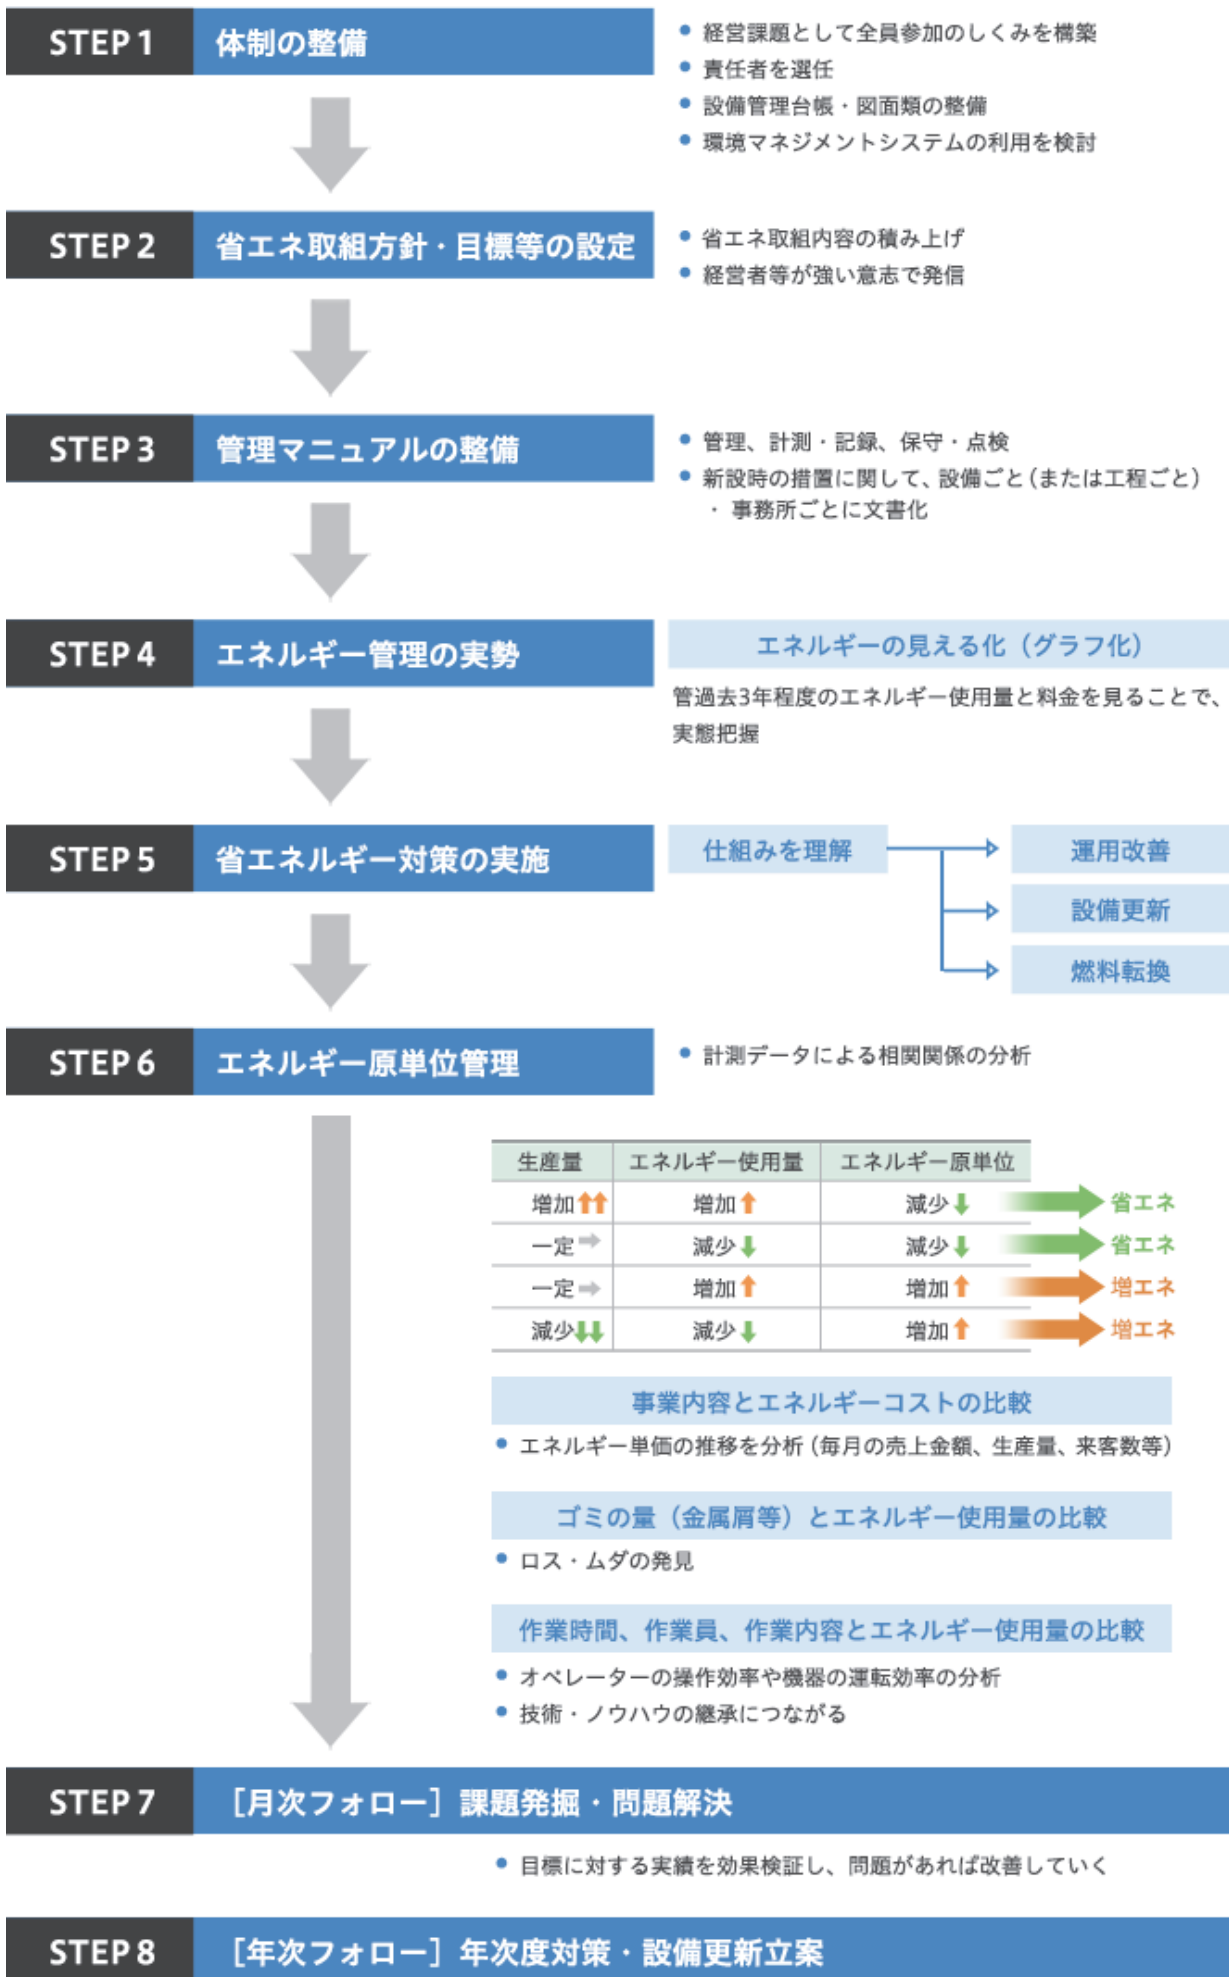 STEP 1 体制の整備
● 経営課題として全員参加のしくみを構築
● 責任者を選任
● 設備管理台帳・図面類の整備
● 環境マネジメントシステムの利用を検討
STEP 2 省エネ取組方針・目標等の設定
● 省エネ取組内容の積み上げ
● 経営者等が強い意志で発信
STEP 3 管理マニュアルの整備
● 管理、計測・記録、保守・点検
● 新設時の措置に関して、設備ごと（または工程ごと）
・ 事務所ごとに文書化
STEP 4 エネルギー管理の実勢
エネルギーの見える化（グラフ化）
管過去3年程度のエネルギー使用量と料金を見ることで、
実態把握
STEP 5 省エネルギー対策の実施
仕組みを理解 運用改善
設備更新
燃料転換
STEP 6 エネルギー原単位管理
● 計測データによる相関関係の分析
生産量 エネルギー使用量 エネルギー原単位
増加⬆⬆ 増加⬆ 減少⬇ 省エネ
一定➡ 減少⬇ 減少⬇ 省エネ
一定➡ 増加⬆ 増加⬆ 増エネ
減少⬇⬇ 減少⬇ 増加⬆ 増エネ
事業内容とエネルギーコストの比較
● エネルギー単価の推移を分析（毎月の売上金額、生産量、来客数等）
ゴミの量（金属屑等）とエネルギー使用量の比較
● ロス・ムダの発見
作業時間、作業員、作業内容とエネルギー使用量の比較
● オペレーターの操作効率や機器の運転効率の分析
● 技術・ノウハウの継承につながる
STEP 7 ［月次フォロー］課題発掘・問題解決
● 目標に対する実績を効果検証し、問題があれば改善していく
STEP 8 ［年次フォロー］年次度対策・設備更新立案